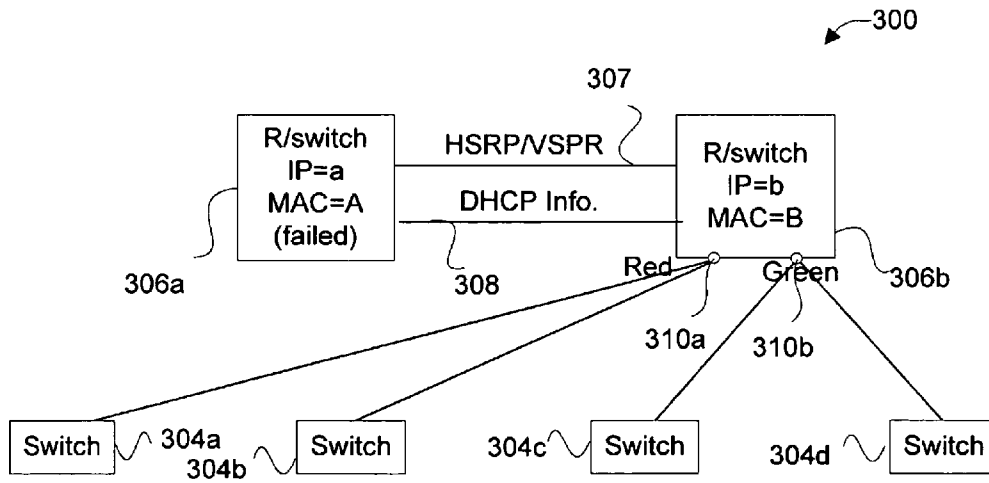 300
307
R/switch
IP=a
MAC=A
(failed)
HSRP/VSPR
DHCP Info.
R/switch
IP=b
MAC=B
306a
308
Red
Green
306b
310a
310b
Switch
304a
304b
Switch
304c
Switch
304d
Switch